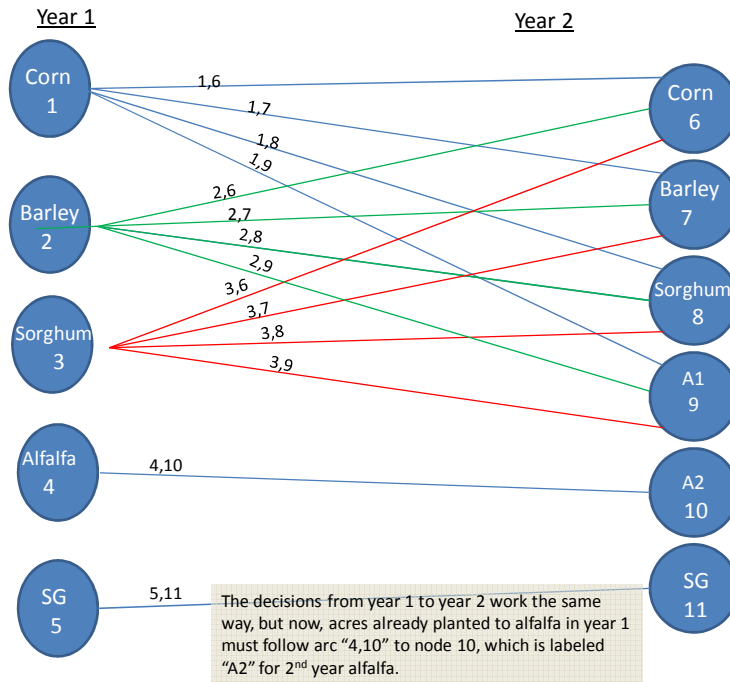 Year 1
Year 2
Corn
1
Barley
2
Sorghum
3
Alfalfa
4
SG
5
1,6
1,7
1,8
1,9
2,6
2,7
2,8
2,9
3,6
3,7
3,8
3,9
4,10
5,11
Corn
6
Barley
7
Sorghum
8
A1
9
A2
10
SG
11
The decisions from year 1 to year 2 work the same
way, but now, acres already planted to alfalfa in year 1
must follow arc “4,10” to node 10, which is labeled
“A2” for 2nd year alfalfa.